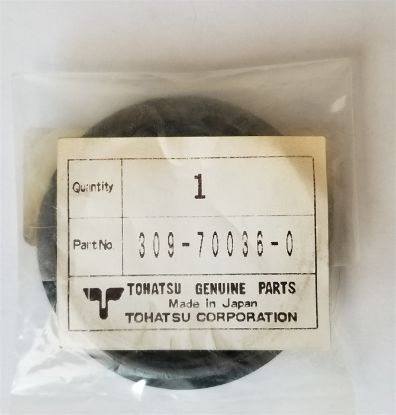 Quantity 1
Part No. 309-70036-0
TOHATSU GENUINE PARTS
Made in Japan
TOHATSU CORPORATION